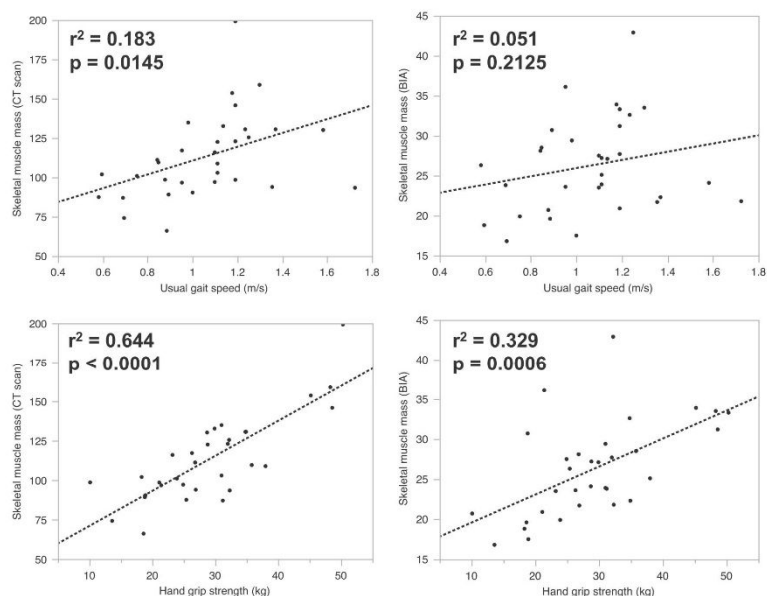 r² = 0.183
p = 0.0145
Skeletal muscle mass (CT scan)
200
175
150
125
100
75
50
0.4 0.6 0.8 1 1.2 1.4 1.6 1.8
Usual gait speed (m/s)
r² = 0.051
p = 0.2125
Skeletal muscle mass (BIA)
45
40
35
30
25
20
15
0.4 0.6 0.8 1 1.2 1.4 1.6 1.8
Usual gait speed (m/s)
r² = 0.644
p < 0.0001
Skeletal muscle mass (CT scan)
200
175
150
125
100
75
50
10 20 30 40 50
Hand grip strength (kg)
r² = 0.329
p = 0.0006
Skeletal muscle mass (BIA)
45
40
35
30
25
20
15
10 20 30 40 50
Hand grip strength (kg)